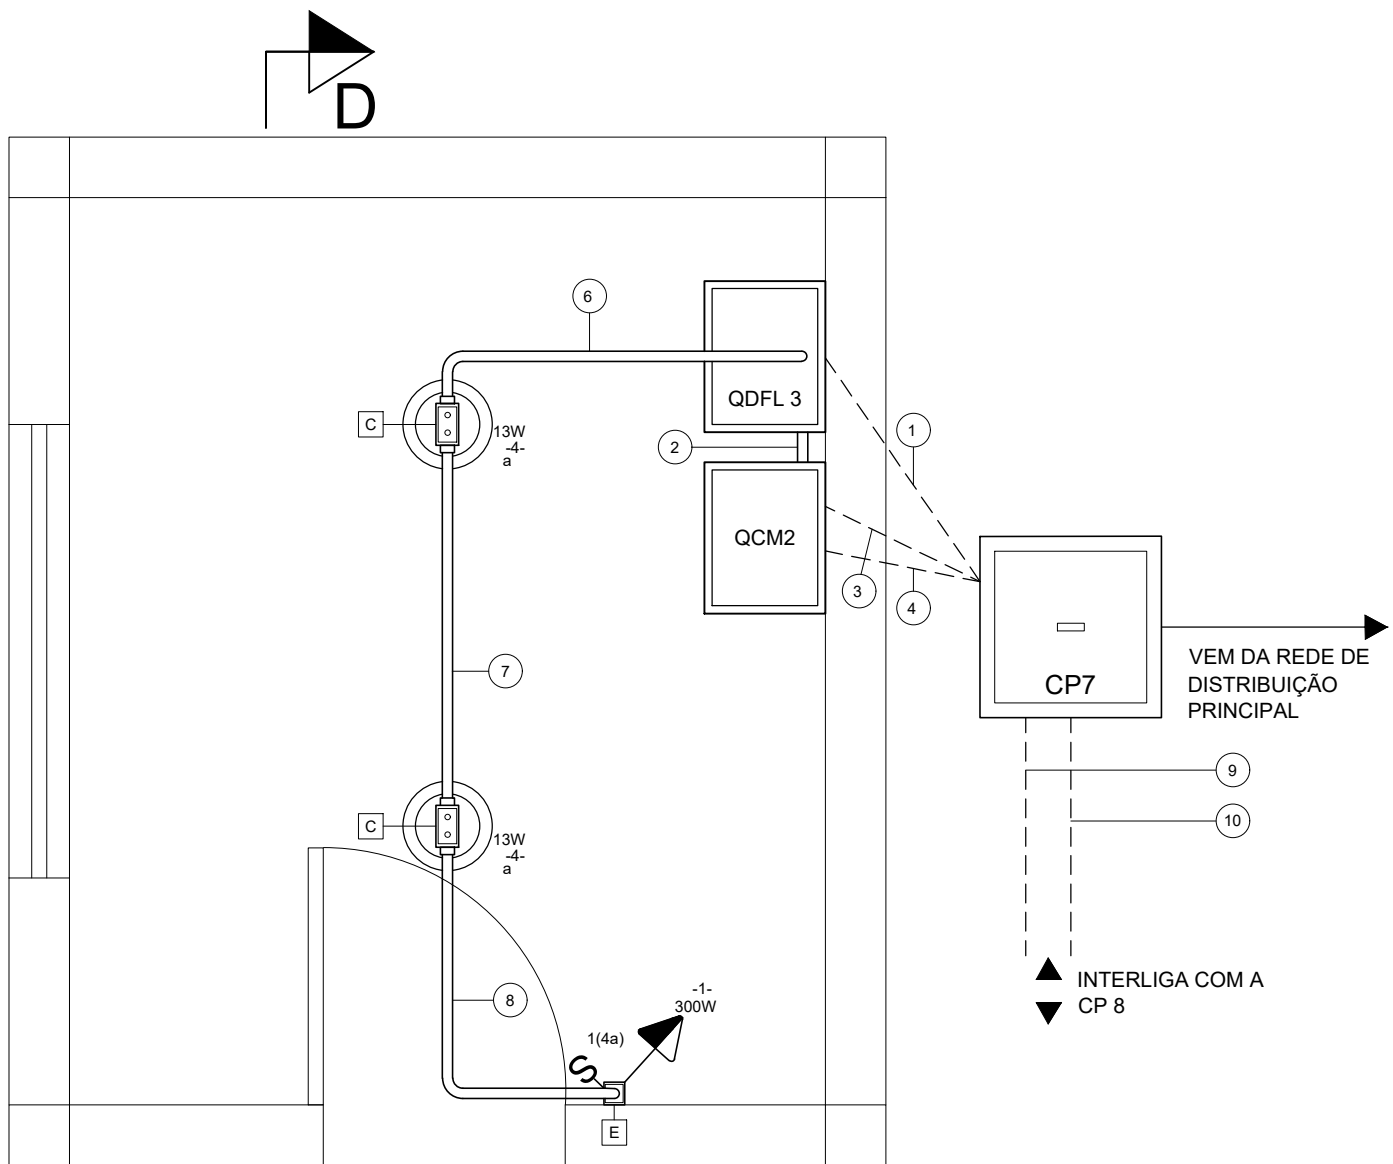 D
6
QDFL 3
C
13W
-4-
a
1
2
QCM2
3
4
7
CP7
VEM DA REDE DE
DISTRIBUIÇÃO
PRINCIPAL
9
10
C
13W
-4-
a
INTERLIGA COM A
CP 8
8
-1-
300W
1(4a)
S
E